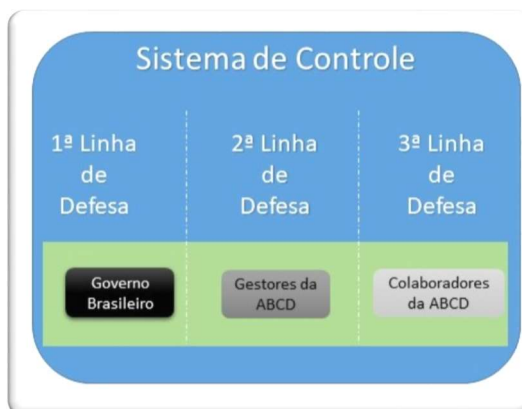 Sistema de Controle
1ª Linha
de
Defesa
2ª Linha
de
Defesa
3ª Linha
de
Defesa
Governo
Brasileiro
Gestores da
ABCD
Colaboradores
da ABCD